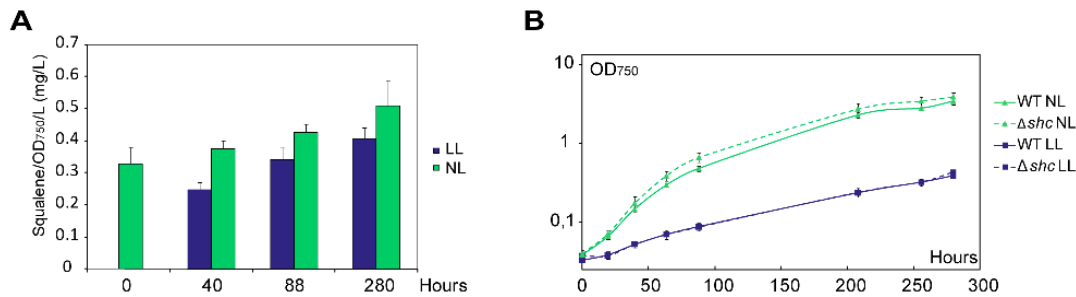 A
Squalene/OD750/L (mg/L)
0.7
0.6
0.5
0.4
0.3
0.2
0.1
0
0 40 88 280 Hours
LL
NL
B
OD750
10
1
0,1
Hours
0 50 100 150 200 250 300
WT NL
Δshc NL
WT LL
Δshc LL